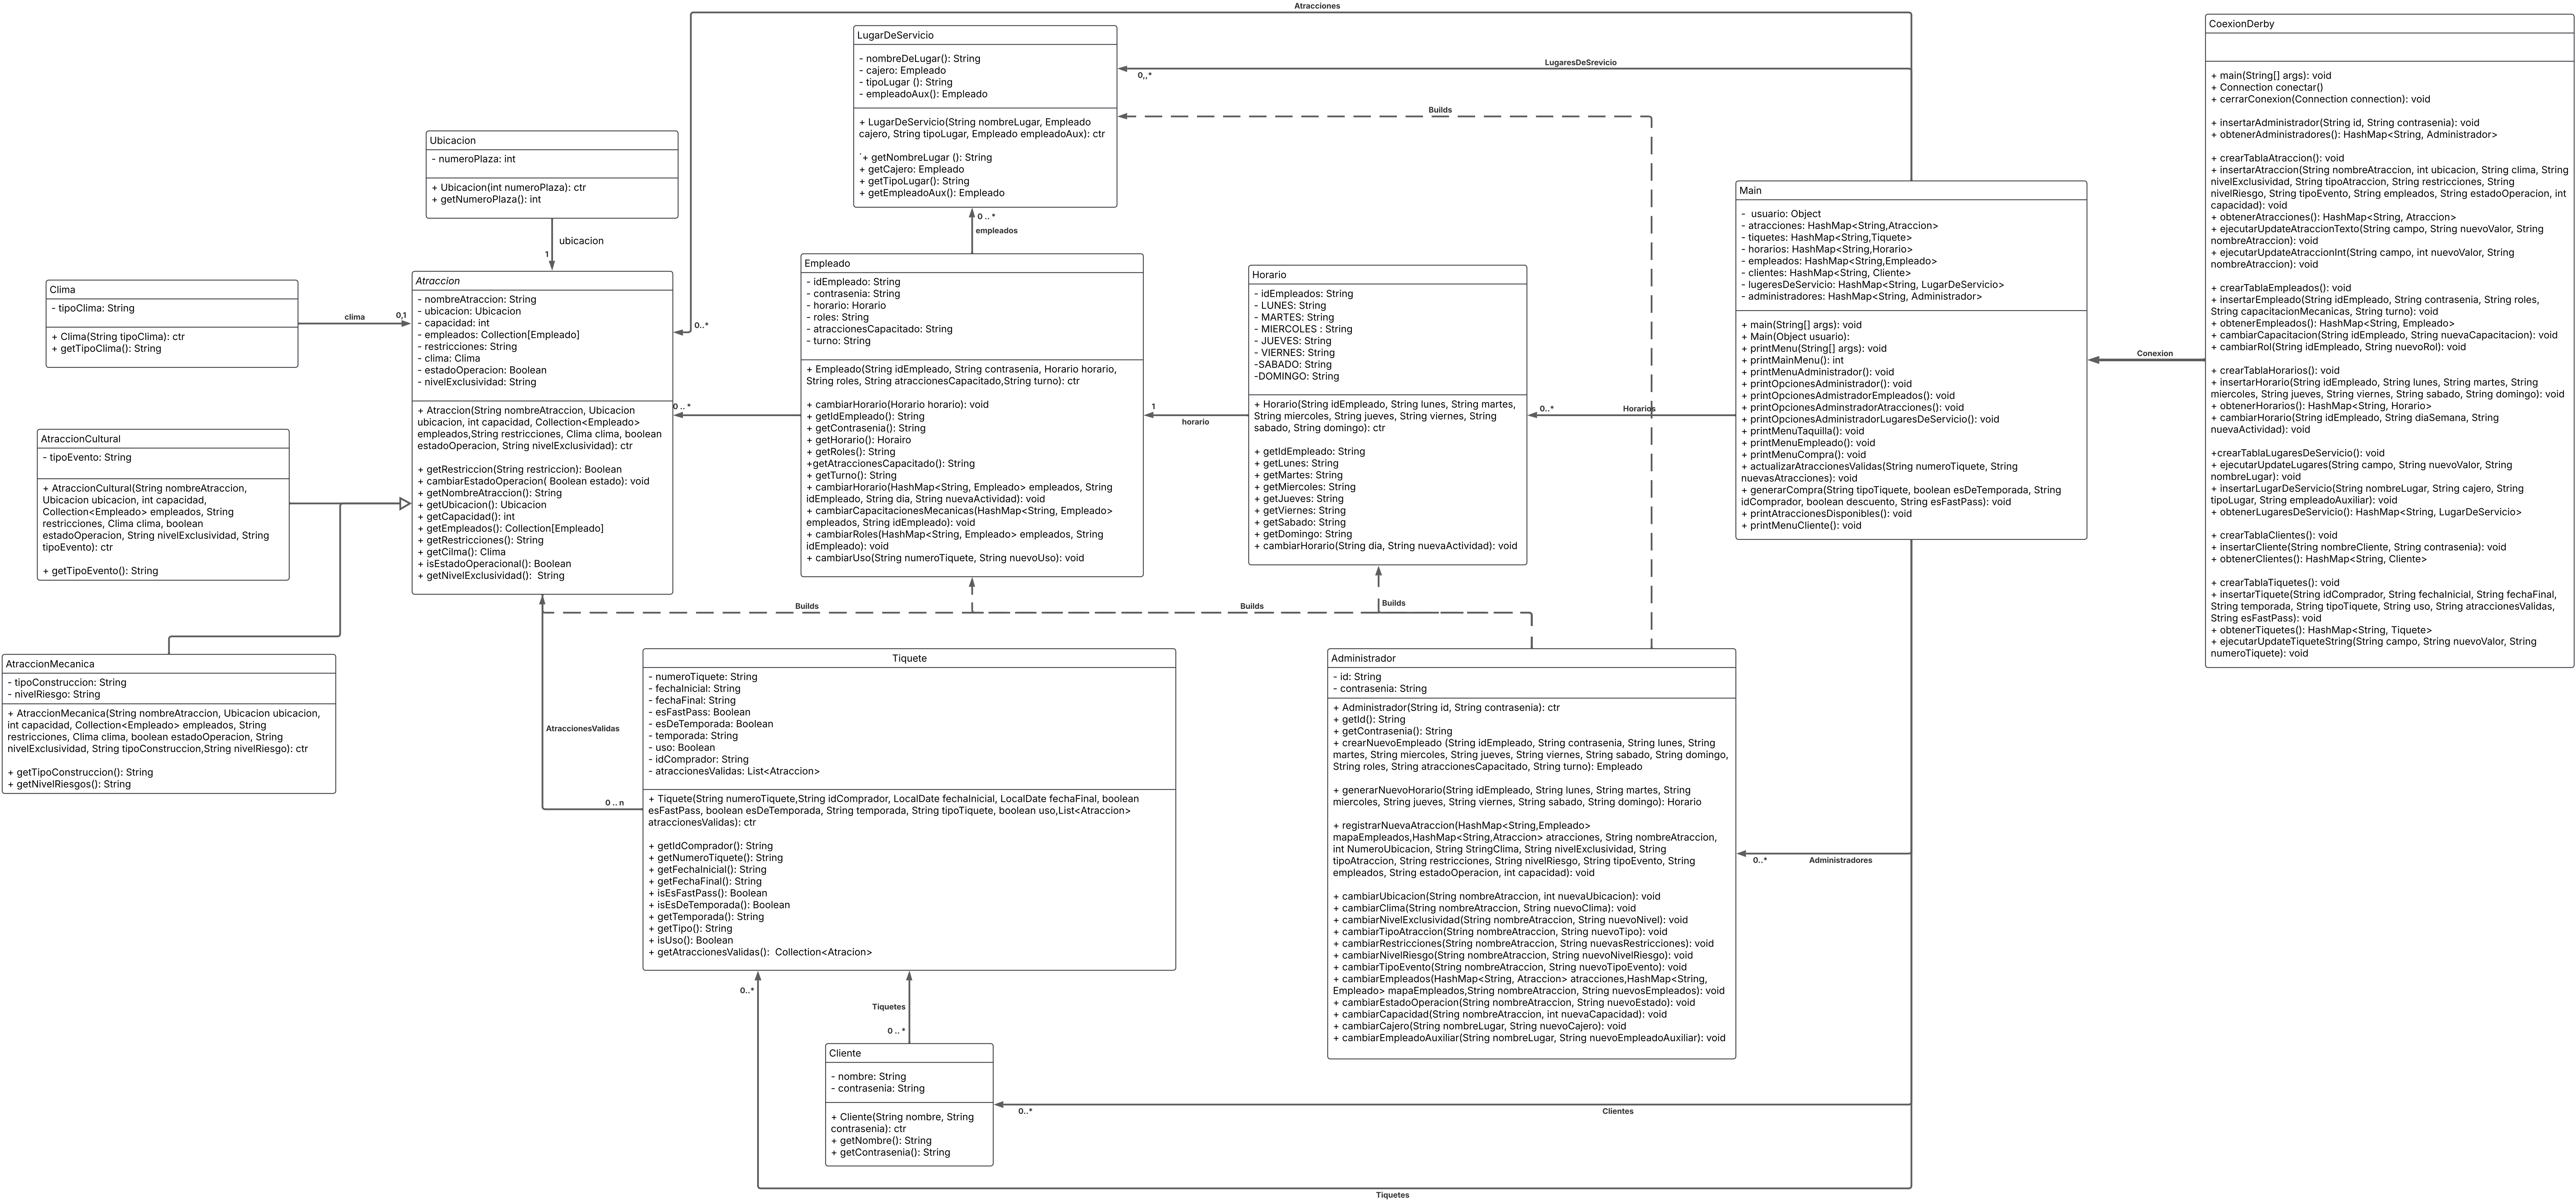 Atracciones
CoexionDerby
+ main(String[] args): void
+ Connection conectar()
+ cerrarConexion(Connection connection): void
+ insertarAdministrador(String id, String contrasenia): void
+ obtenerAdministradores(): HashMap<String, Administrador>
+ crearTablaAtraccion(): void
+ insertarAtraccion(String nombreAtraccion, int ubicacion, String clima, String
nivelExclusividad, String tipoAtraccion, String restricciones, String
nivelRiesgo, String tipoEvento, String empleados, String estadoOperacion, int
capacidad): void
+ obtenerAtracciones(): HashMap<String, Atraccion>
+ ejecutarUpdateAtraccionTexto(String campo, String nuevoValor, String
nombreAtraccion): void
+ ejecutarUpdateAtraccionInt(String campo, int nuevoValor, String
nombreAtraccion): void
+ crearTablaEmpleados(): void
+ insertarEmpleado(String idEmpleado, String contrasenia, String roles,
String capacitacionMecanicas, String turno): void
+ obtenerEmpleados(): HashMap<String, Empleado>
+ cambiarCapacitacion(String idEmpleado, String nuevaCapacitacion): void
+ cambiarRol(String idEmpleado, String nuevoRol): void
+ crearTablaHorarios(): void
+ insertarHorario(String idEmpleado, String lunes, String martes, String
miercoles, String jueves, String viernes, String sabado, String domingo): void
+ obtenerHorarios(): HashMap<String, Horario>
+ cambiarHorario(String idEmpleado, String diaSemana, String
nuevaActividad): void
+crearTablaLugaresDeServicio(): void
+ ejecutarUpdateLugares(String campo, String nuevoValor, String
nombreLugar): void
+ insertarLugarDeServicio(String nombreLugar, String cajero, String
tipoLugar, String empleadoAuxiliar): void
+ obtenerLugaresDeServicio(): HashMap<String, LugarDeServicio>
+ crearTablaClientes(): void
+ insertarCliente(String nombreCliente, String contrasenia): void
+ obtenerClientes(): HashMap<String, Cliente>
+ crearTablaTiquetes(): void
+ insertarTiquete(String idComprador, String fechaInicial, String fechaFinal,
String temporada, String tipoTiquete, String uso, String atraccionesValidas,
String esFastPass): void
+ obtenerTiquetes(): HashMap<String, Tiquete>
+ ejecutarUpdateTiqueteString(String campo, String nuevoValor, String
numeroTiquete): void
LugarDeServicio
- nombreDeLugar(): String
- cajero: Empleado
- tipoLugar (): String
- empleadoAux(): Empleado
+ LugarDeServicio(String nombreLugar, Empleado
cajero, String tipoLugar, Empleado empleadoAux): ctr
´+ getNombreLugar (): String
+ getCajero: Empleado
+ getTipoLugar(): String
+ getEmpleadoAux(): Empleado
LugaresDeSrevicio
0,,*
Builds
Ubicacion
- numeroPlaza: int
+ Ubicacion(int numeroPlaza): ctr
+ getNumeroPlaza(): int
ubicacion
1
0 .. *
empleados
Main
- usuario: Object
- atracciones: HashMap<String,Atraccion>
- tiquetes: HashMap<String,Tiquete>
- horarios: HashMap<String,Horario>
- empleados: HashMap<String,Empleado>
- clientes: HashMap<String, Cliente>
- lugeresDeServicio: HashMap<String, LugarDeServicio>
- administradores: HashMap<String, Administrador>
+ main(String[] args): void
+ Main(Object usuario):
+ printMenu(String[] args): void
+ printMainMenu(): int
+ printMenuAdministrador(): void
+ printOpcionesAdministrador(): void
+ printOpcionesAdmistradorEmpleados(): void
+ printOpcionesAdminstradorAtracciones(): void
+ printOpcionesAdministradorLugaresDeServicio(): void
+ printMenuTaquilla(): void
+ printMenuEmpleado(): void
+ printMenuCompra(): void
+ actualizarAtraccionesValidas(String numeroTiquete, String
nuevasAtracciones): void
+ generarCompra(String tipoTiquete, boolean esDeTemporada, String
idComprador, boolean descuento, String esFastPass): void
+ printAtraccionesDisponibles(): void
+ printMenuCliente(): void
Conexion
Clima
- tipoClima: String
+ Clima(String tipoClima): ctr
+ getTipoClima(): String
clima
0,1
Atraccion
- nombreAtraccion: String
- ubicacion: Ubicacion
- capacidad: int
- empleados: Collection[Empleado]
- restricciones: String
- clima: Clima
- estadoOperacion: Boolean
- nivelExclusividad: String
+ Atraccion(String nombreAtraccion, Ubicacion
ubicacion, int capacidad, Collection<Empleado>
empleados,String restricciones, Clima clima, boolean
estadoOperacion, String nivelExclusividad): ctr
+ getRestriccion(String restriccion): Boolean
+ cambiarEstadoOperacion( Boolean estado): void
+ getNombreAtraccion(): String
+ getUbicacion(): Ubicacion
+ getCapacidad(): int
+ getEmpleados(): Collection[Empleado]
+ getRestricciones(): String
+ getCilma(): Clima
+ isEstadoOperacional(): Boolean
+ getNivelExclusividad(): String
0..*
0 .. *
Empleado
- idEmpleado: String
- contrasenia: String
- horario: Horario
- roles: String
- atraccionesCapacitado: String
- turno: String
+ Empleado(String idEmpleado, String contrasenia, Horario horario,
String roles, String atraccionesCapacitado,String turno): ctr
+ cambiarHorario(Horario horario): void
+ getIdEmpleado(): String
+ getContrasenia(): String
+ getHorario(): Horairo
+ getRoles(): String
+getAtraccionesCapacitado(): String
+ getTurno(): String
+ cambiarHorario(HashMap<String, Empleado> empleados, String
idEmpleado, String dia, String nuevaActividad): void
+ cambiarCapacitacionesMecanicas(HashMap<String, Empleado>
empleados, String idEmpleado): void
+ cambiarRoles(HashMap<String, Empleado> empleados, String
idEmpleado): void
+ cambiarUso(String numeroTiquete, String nuevoUso): void
1
horario
Horario
- idEmpleados: String
- LUNES: String
- MARTES: String
- MIERCOLES : String
- JUEVES: String
- VIERNES: String
-SABADO: String
-DOMINGO: String
+ Horario(String idEmpleado, String lunes, String martes,
String miercoles, String jueves, String viernes, String
sabado, String domingo): ctr
+ getIdEmpleado: String
+ getLunes: String
+ getMartes: String
+ getMiercoles: String
+ getJueves: String
+ getViernes: String
+ getSabado: String
+ getDomingo: String
+ cambiarHorario(String dia, String nuevaActividad): void
0..*
Horarios
AtraccionCultural
- tipoEvento: String
+ AtraccionCultural(String nombreAtraccion,
Ubicacion ubicacion, int capacidad,
Collection<Empleado> empleados, String
restricciones, Clima clima, boolean
estadoOperacion, String nivelExclusividad, String
tipoEvento): ctr
+ getTipoEvento(): String
Builds
Builds
Builds
AtraccionMecanica
- tipoConstruccion: String
- nivelRiesgo: String
+ AtraccionMecanica(String nombreAtraccion, Ubicacion ubicacion,
int capacidad, Collection<Empleado> empleados, String
restricciones, Clima clima, boolean estadoOperacion, String
nivelExclusividad, String tipoConstruccion,String nivelRiesgo): ctr
+ getTipoConstruccion(): String
+ getNivelRiesgos(): String
AtraccionesValidas
0 .. n
Tiquete
- numeroTiquete: String
- fechaInicial: String
- fechaFinal: String
- esFastPass: Boolean
- esDeTemporada: Boolean
- temporada: String
- uso: Boolean
- idComprador: String
- atraccionesValidas: List<Atraccion>
+ Tiquete(String numeroTiquete,String idComprador, LocalDate fechaInicial, LocalDate fechaFinal, boolean
esFastPass, boolean esDeTemporada, String temporada, String tipoTiquete, boolean uso,List<Atraccion>
atraccionesValidas): ctr
+ getIdComprador(): String
+ getNumeroTiquete(): String
+ getFechaInicial(): String
+ getFechaFinal(): String
+ isEsFastPass(): Boolean
+ isEsDeTemporada(): Boolean
+ getTemporada(): String
+ getTipo(): String
+ isUso(): Boolean
+ getAtraccionesValidas(): Collection<Atracion>
Administrador
- id: String
- contrasenia: String
+ Administrador(String id, String contrasenia): ctr
+ getId(): String
+ getContrasenia(): String
+ crearNuevoEmpleado (String idEmpleado, String contrasenia, String lunes, String
martes, String miercoles, String jueves, String viernes, String sabado, String domingo,
String roles, String atraccionesCapacitado, String turno): Empleado
+ generarNuevoHorario(String idEmpleado, String lunes, String martes, String
miercoles, String jueves, String viernes, String sabado, String domingo): Horario
+ registrarNuevaAtraccion(HashMap<String,Empleado>
mapaEmpleados,HashMap<String,Atraccion> atracciones, String nombreAtraccion,
int NumeroUbicacion, String StringClima, String nivelExclusividad, String
tipoAtraccion, String restricciones, String nivelRiesgo, String tipoEvento, String
empleados, String estadoOperacion, int capacidad): void
+ cambiarUbicacion(String nombreAtraccion, int nuevaUbicacion): void
+ cambiarClima(String nombreAtraccion, String nuevoClima): void
+ cambiarNivelExclusividad(String nombreAtraccion, String nuevoNivel): void
+ cambiarTipoAtraccion(String nombreAtraccion, String nuevoTipo): void
+ cambiarRestricciones(String nombreAtraccion, String nuevasRestricciones): void
+ cambiarNivelRiesgo(String nombreAtraccion, String nuevoNivelRiesgo): void
+ cambiarTipoEvento(String nombreAtraccion, String nuevoTipoEvento): void
+ cambiarEmpleados(HashMap<String, Atraccion> atracciones,HashMap<String,
Empleado> mapaEmpleados,String nombreAtraccion, String nuevosEmpleados): void
+ cambiarEstadoOperacion(String nombreAtraccion, String nuevoEstado): void
+ cambiarCapacidad(String nombreAtraccion, int nuevaCapacidad): void
+ cambiarCajero(String nombreLugar, String nuevoCajero): void
+ cambiarEmpleadoAuxiliar(String nombreLugar, String nuevoEmpleadoAuxiliar): void
0..*
Administradores
0..*
Tiquetes
0 .. *
Cliente
- nombre: String
- contrasenia: String
+ Cliente(String nombre, String
contrasenia): ctr
+ getNombre(): String
+ getContrasenia(): String
0..*
Clientes
Tiquetes